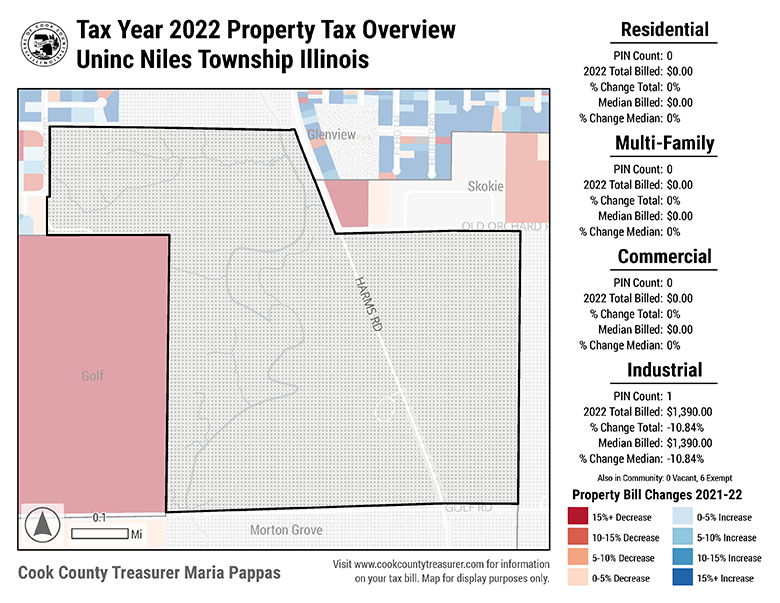 Tax Year 2022 Property Tax Overview
Uninc Niles Township Illinois
Glenview
Park
Skokie
OLD ORCHARD R
HARMS RD
Golf
GOLF RD
Morton Grove
0.1
Mi
Cook County Treasurer Maria Pappas
Visit www.cookcountytreasurer.com for information
on your tax bill. Map for display purposes only.
Residential
PIN Count: 0
2022 Total Billed: $0.00
% Change Total: 0%
Median Billed: $0.00
% Change Median: 0%
Multi-Family
PIN Count: 0
2022 Total Billed: $0.00
% Change Total: 0%
Median Billed: $0.00
% Change Median: 0%
Commercial
PIN Count: 0
2022 Total Billed: $0.00
% Change Total: 0%
Median Billed: $0.00
% Change Median: 0%
Industrial
PIN Count: 1
2022 Total Billed: $1,390.00
% Change Total: -10.84%
Median Billed: $1,390.00
% Change Median: -10.84%
Also in Community: 0 Vacant, 6 Exempt
Property Bill Changes 2021-22
15%+ Decrease
10-15% Decrease
5-10% Decrease
0-5% Decrease
0-5% Increase
5-10% Increase
10-15% Increase
15%+ Increase